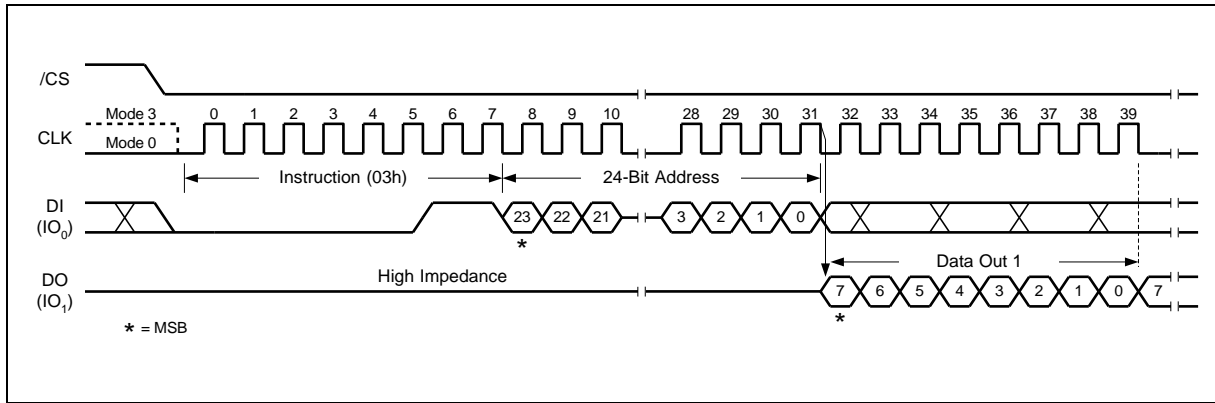 /CS
Mode 3 0 1 2 3 4 5 6 7 8 9 10 28 29 30 31 32 33 34 35 36 37 38 39
CLK
Mode 0
Instruction (03h) 24-Bit Address
DI
(IO0)
23 22 21 3 2 1 0
*
High Impedance
Data Out 1
DO
(IO1)
7 6 5 4 3 2 1 0 7
*
* = MSB